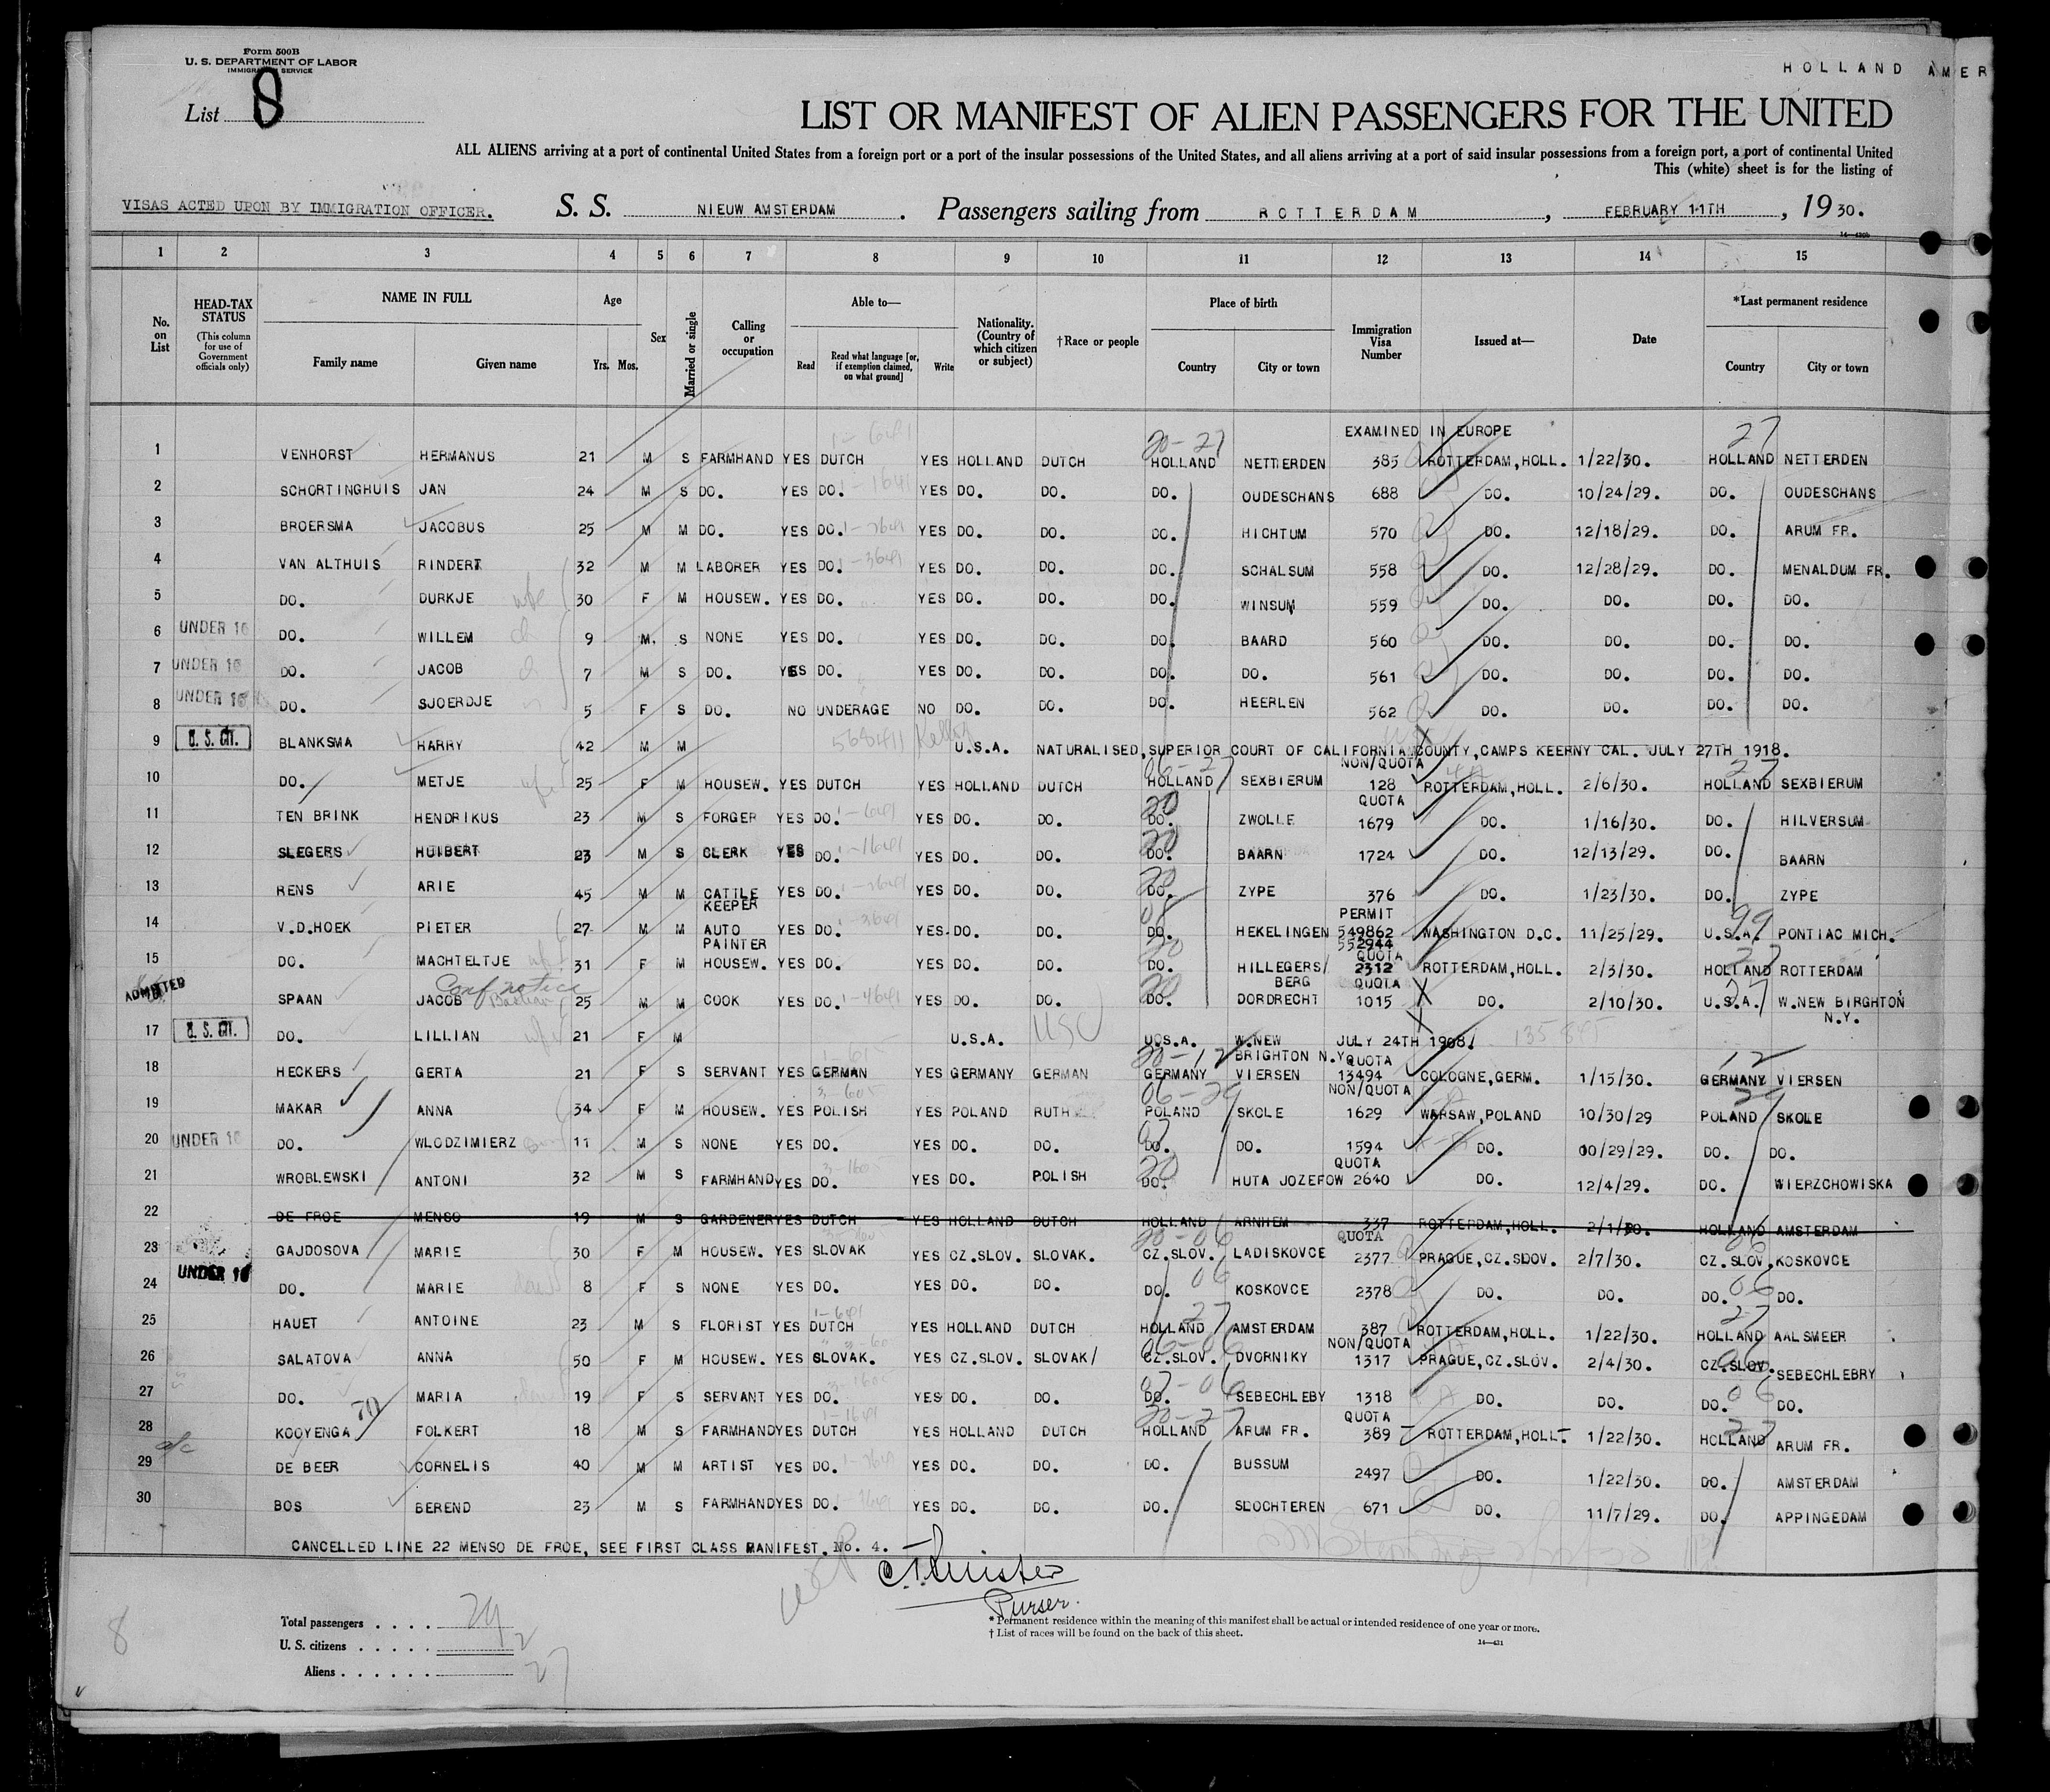 Form 500B
U. S. DEPARTMENT OF LABOR
IMMIGRATION SERVICE
HOLLAND AMER
List 8
LIST OR MANIFEST OF ALIEN PASSENGERS FOR THE UNITED
ALL ALIENS arriving at a port of continental United States from a foreign port or a port of the insular possessions of the United States, and all aliens arriving at a port of said insular possessions from a foreign port, a port of continental United
This (white) sheet is for the listing of
VISAS ACTED UPON BY IMMIGRATION OFFICER. S. S. NIEUW AMSTERDAM. Passengers sailing from ROTTERDAM, FEBRUARY 11TH, 1930.
1 2 3 4 5 6 7 8 9 10 11 12 13 14 15
No. on List HEAD-TAX STATUS (This column for use of Government officials only) NAME IN FULL Family name Given name Age Yrs. Mos. Sex Married or single Calling or occupation Able to— Read Read what language [or, if exemption claimed, on what ground] Write Nationality. (Country of which citizen or subject) †Race or people Place of birth Country City or town Immigration Visa Number Issued at— Date *Last permanent residence Country City or town
EXAMINED IN EUROPE
1 VENHORST HERMANUS 21 M S FARMHAND YES DUTCH YES HOLLAND DUTCH HOLLAND NETTERDEN 385 ROTTERDAM, HOLL. 1/22/30. HOLLAND NETTERDEN
2 SCHORTINGHUIS JAN 24 M S DO. YES DO. YES DO. DO. DO. OUDESCHANS 688 DO. 10/24/29. DO. OUDESCHANS
3 BROERSMA JACOBUS 25 M M DO. YES DO. YES DO. DO. DO. HICHTUM 570 DO. 12/18/29. DO. ARUM FR.
4 VAN ALTHUIS RINDERT 32 M M LABORER YES DO. YES DO. DO. DO. SCHALSUM 558 DO. 12/28/29. DO. MENALDUM FR.
5 DO. DURKJE wife 30 F M HOUSEW. YES DO. YES DO. DO. DO. WINSUM 559 DO. DO. DO. DO.
6 UNDER 16 DO. WILLEM 9 M. S NONE YES DO. YES DO. DO. DO. BAARD 560 DO. DO. DO. DO.
7 UNDER 16 DO. JACOB 7 M S DO. YES DO. YES DO. DO. DO. DO. 561 DO. DO. DO. DO.
8 UNDER 16 DO. SJOERDJE 5 F S DO. NO UNDERAGE NO DO. DO. DO. HEERLEN 562 DO. DO. DO. DO.
9 U. S. CIT. BLANKSMA HARRY 42 M M U.S.A. NATURALISED, SUPERIOR COURT OF CALIFORNIA, COUNTY, CAMPS KEERNY CAL. JULY 27TH 1918.
NON/QUOTA
10 DO. METJE 25 F M HOUSEW. YES DUTCH YES HOLLAND DUTCH HOLLAND SEXBIERUM 128 ROTTERDAM, HOLL. 2/6/30. HOLLAND SEXBIERUM
QUOTA
11 TEN BRINK HENDRIKUS 23 M S FORGER YES DO. YES DO. DO. DO. ZWOLLE 1679 DO. 1/16/30. DO. HILVERSUM
12 SLEGERS HUIBERT 23 M S CLERK YES DO. YES DO. DO. DO. BAARN 1724 DO. 12/13/29. DO. BAARN
13 RENS ARIE 45 M M CATTLE KEEPER YES DO. YES DO. DO. DO. ZYPE 376 DO. 1/23/30. DO. ZYPE
PERMIT
14 V.D.HOEK PIETER 27 M M AUTO PAINTER YES DO. YES. DO. DO. DO. HEKELINGEN 549862 552944 WASHINGTON D.C. 11/25/29. U.S.A. PONTIAC MICH.
QUOTA
15 DO. MACHTELTJE 31 F M HOUSEW. YES DO. YES DO. DO. DO. HILLEGERS/BERG 2312 ROTTERDAM, HOLL. 2/3/30. HOLLAND ROTTERDAM
QUOTA
ADMITTED SPAAN JACOB Bastian 25 M M COOK YES DO. YES DO. DO. DO. DORDRECHT 1015 DO. 2/10/30. U.S.A. W.NEW BIRGHTON N.Y.
17 U. S. CIT. DO. LILLIAN 21 F M U.S.A. USC U.S.A. W.NEW BRIGHTON N.Y. JULY 24TH 1908.
QUOTA
18 HECKERS GERTA 21 F S SERVANT YES GERMAN YES GERMANY GERMAN GERMANY VIERSEN 13494 COLOGNE, GERM. 1/15/30. GERMANY VIERSEN
NON/QUOTA
19 MAKAR ANNA 34 F M HOUSEW. YES POLISH YES POLAND RUTH POLAND SKOLE 1629 WARSAW, POLAND 10/30/29 POLAND SKOLE
20 UNDER 16 DO. WLODZIMIERZ 11 M S NONE YES DO. YES DO. DO. DO. DO. 1594 DO. 10/29/29. DO. DO.
QUOTA
21 WROBLEWSKI ANTONI 32 M S FARMHAND YES DO. YES DO. POLISH DO. HUTA JOZEFOW 2640 DO. 12/4/29. DO. WIERZCHOWISKA
22 DE FROE MENSO 19 M S GARDENER YES DUTCH YES HOLLAND DUTCH HOLLAND ARNHEM 337 ROTTERDAM, HOLL. 2/1/30. HOLLAND AMSTERDAM
QUOTA
23 GAJDOSOVA MARIE 30 F M HOUSEW. YES SLOVAK YES CZ.SLOV. SLOVAK. CZ.SLOV. LADISKOVCE 2377 PRAGUE, CZ.SLOV. 2/7/30. CZ.SLOV. KOSKOVCE
24 UNDER 16 DO. MARIE 8 F S NONE YES DO. YES DO. DO. DO. KOSKOVCE 2378 DO. DO. DO. DO.
25 HAUET ANTOINE 23 M S FLORIST YES DUTCH YES HOLLAND DUTCH HOLLAND AMSTERDAM 387 ROTTERDAM, HOLL. 1/22/30. HOLLAND AALSMEER
NON/QUOTA
26 SALATOVA ANNA 50 F M HOUSEW. YES SLOVAK. YES CZ.SLOV. SLOVAK/ CZ.SLOV. DVORNIKY 1317 PRAGUE, CZ.SLOV. 2/4/30. CZ.SLOV. SEBECHLEBRY
27 DO. MARIA 19 F S SERVANT YES DO. YES DO. DO. DO. SEBECHLEBY 1318 DO. DO. DO. DO.
QUOTA
28 KOOYENGA FOLKERT 18 M S FARMHAND YES DUTCH YES HOLLAND DUTCH HOLLAND ARUM FR. 389 ROTTERDAM, HOLL. 1/22/30. HOLLAND ARUM FR.
29 DE BEER CORNELIS 40 M M ARTIST YES DO. YES DO. DO. DO. BUSSUM 2497 DO. 1/22/30. DO. AMSTERDAM
30 BOS BEREND 23 M S FARMHAND YES DO. YES DO. DO. DO. SLOCHTEREN 671 DO. 11/7/29. DO. APPINGEDAM
CANCELLED LINE 22 MENSO DE FROE, SEE FIRST CLASS MANIFEST. No. 4.
Purser.
Total passengers 29
U. S. citizens 2
Aliens 27
8
* Permanent residence within the meaning of this manifest shall be actual or intended residence of one year or more.
† List of races will be found on the back of this sheet.
14—421